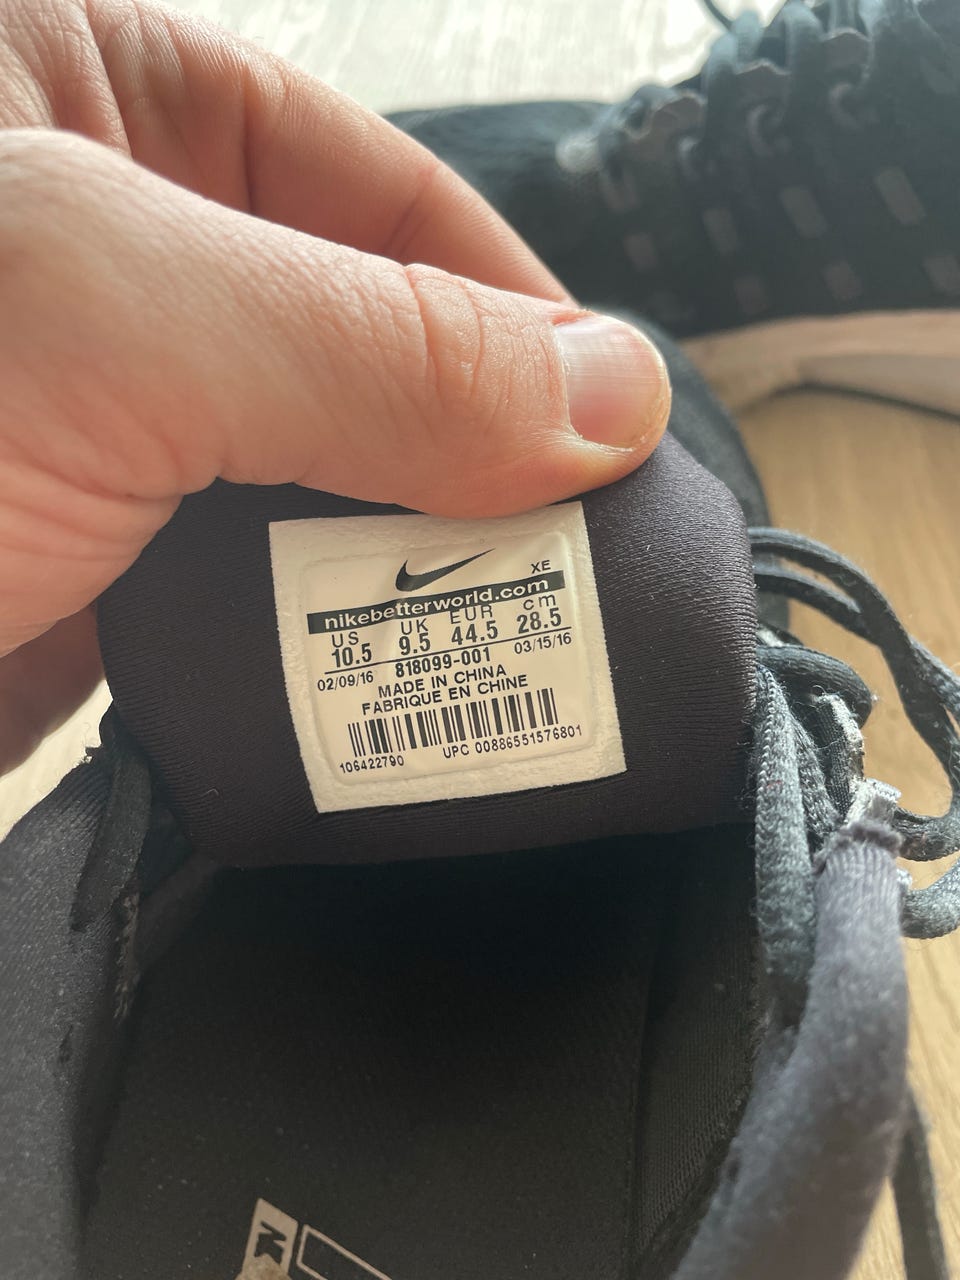 XE
nikebetterworld.com
US UK EUR cm
10.5 9.5 44.5 28.5
02/09/16 818099-001 03/15/16
MADE IN CHINA
FABRIQUE EN CHINE
106422790 UPC 00886551576801